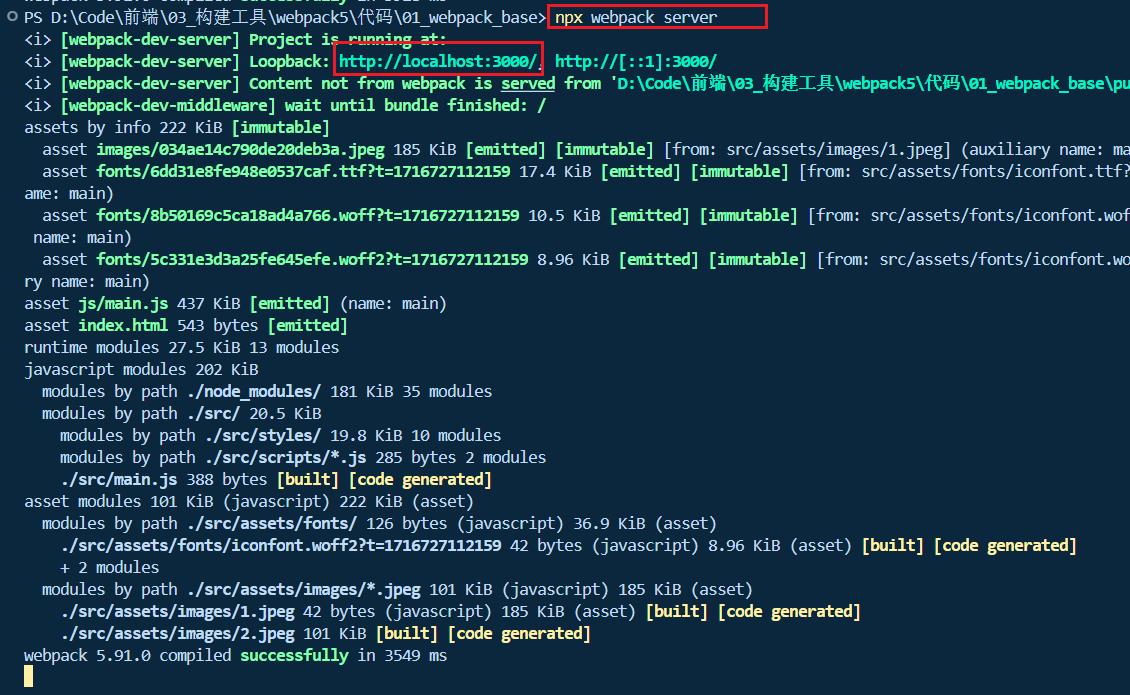 PS D:\Code\前端\03_构建工具\webpack5\代码\01_webpack_base> npx webpack server
<i> [webpack-dev-server] Project is running at:
<i> [webpack-dev-server] Loopback: http://localhost:3000/, http://[::1]:3000/
<i> [webpack-dev-server] Content not from webpack is served from 'D:\Code\前端\03_构建工具\webpack5\代码\01_webpack_base\pu
<i> [webpack-dev-middleware] wait until bundle finished: /
assets by info 222 KiB [immutable]
asset images/034ae14c790de20deb3a.jpeg 185 KiB [emitted] [immutable] [from: src/assets/images/1.jpeg] (auxiliary name: ma
asset fonts/6dd31e8fe948e0537caf.ttf?t=1716727112159 17.4 KiB [emitted] [immutable] [from: src/assets/fonts/iconfont.ttf?
ame: main)
asset fonts/8b50169c5ca18ad4a766.woff?t=1716727112159 10.5 KiB [emitted] [immutable] [from: src/assets/fonts/iconfont.wof
name: main)
asset fonts/5c331e3d3a25fe645efe.woff2?t=1716727112159 8.96 KiB [emitted] [immutable] [from: src/assets/fonts/iconfont.wo
ry name: main)
asset js/main.js 437 KiB [emitted] (name: main)
asset index.html 543 bytes [emitted]
runtime modules 27.5 KiB 13 modules
javascript modules 202 KiB
modules by path ./node_modules/ 181 KiB 35 modules
modules by path ./src/ 20.5 KiB
modules by path ./src/styles/ 19.8 KiB 10 modules
modules by path ./src/scripts/*.js 285 bytes 2 modules
./src/main.js 388 bytes [built] [code generated]
asset modules 101 KiB (javascript) 222 KiB (asset)
modules by path ./src/assets/fonts/ 126 bytes (javascript) 36.9 KiB (asset)
./src/assets/fonts/iconfont.woff2?t=1716727112159 42 bytes (javascript) 8.96 KiB (asset) [built] [code generated]
+ 2 modules
modules by path ./src/assets/images/*.jpeg 101 KiB (javascript) 185 KiB (asset)
./src/assets/images/1.jpeg 42 bytes (javascript) 185 KiB (asset) [built] [code generated]
./src/assets/images/2.jpeg 101 KiB [built] [code generated]
webpack 5.91.0 compiled successfully in 3549 ms